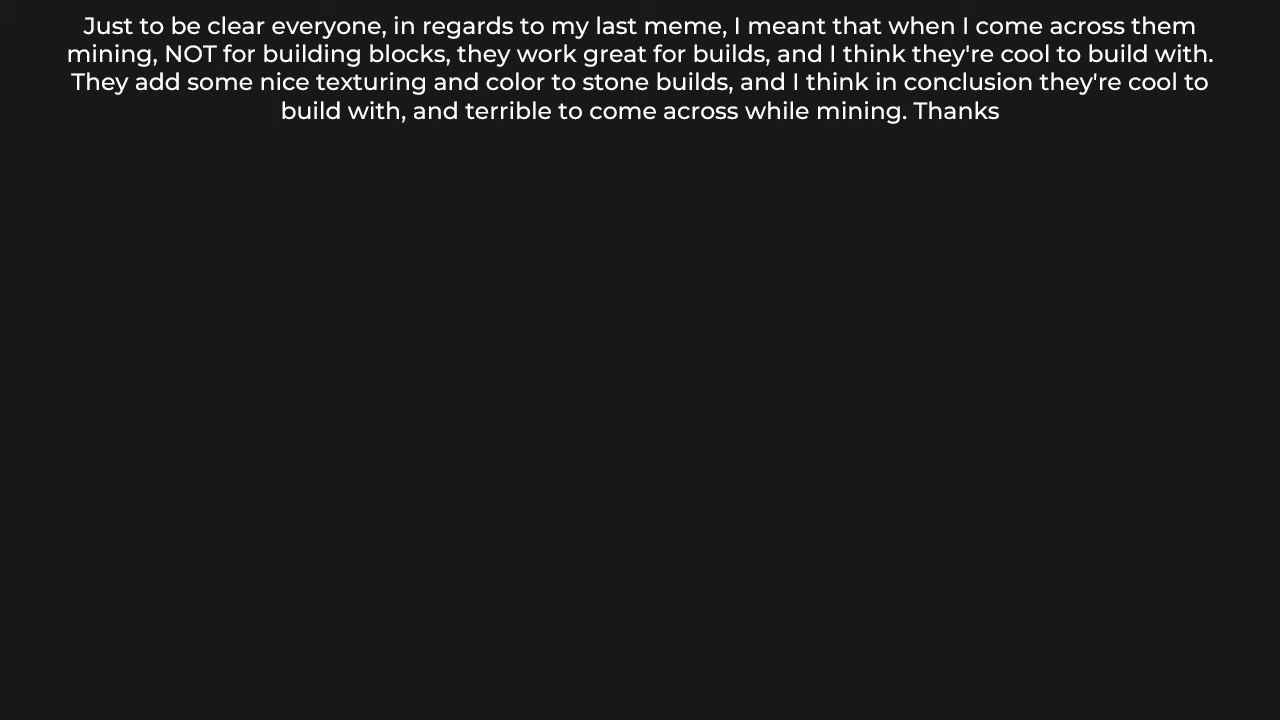 Just to be clear everyone, in regards to my last meme, I meant that when I come across them
mining, NOT for building blocks, they work great for builds, and I think they're cool to build with.
They add some nice texturing and color to stone builds, and I think in conclusion they're cool to
build with, and terrible to come across while mining. Thanks